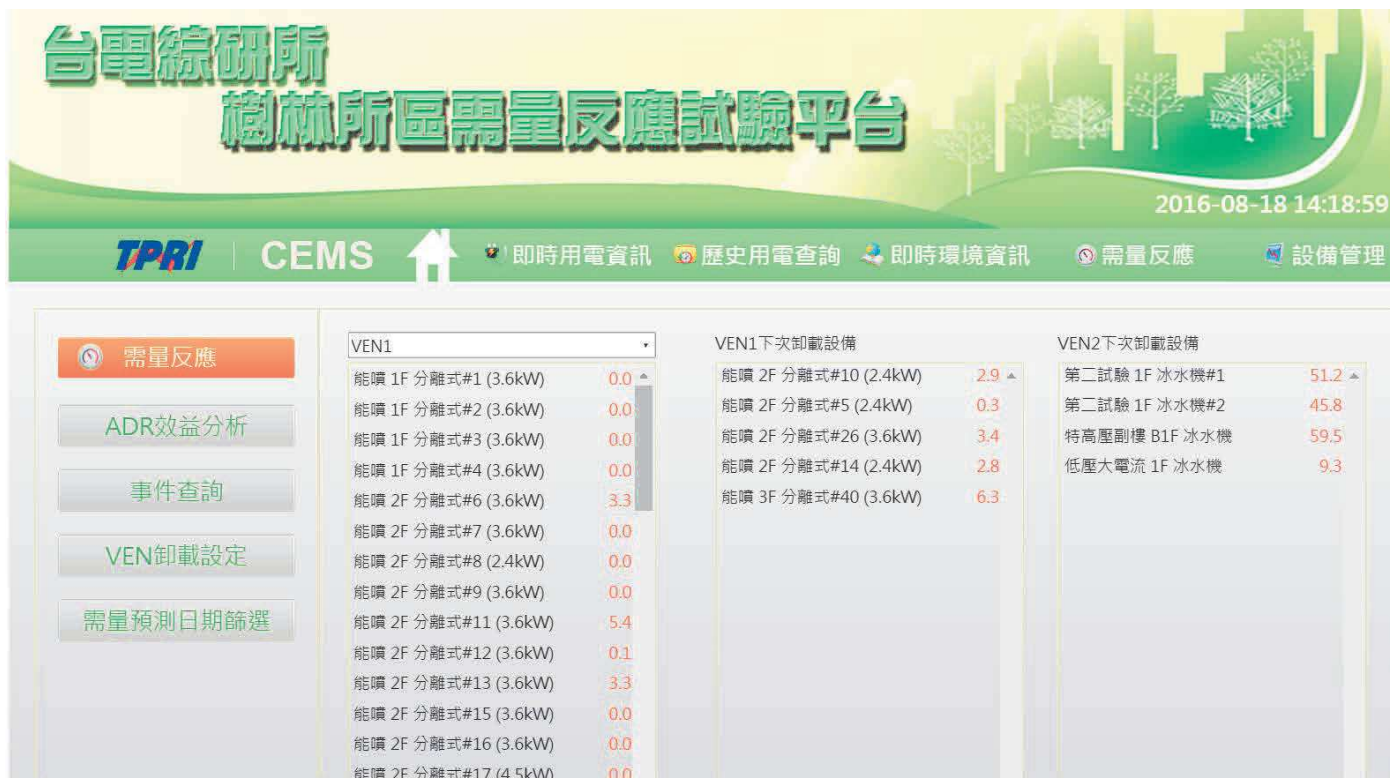 台電綜研所
樹林所區需量反應試驗平台
2016-08-18 14:18:59
TPRI CEMS 即時用電資訊 歷史用電查詢 即時環境資訊 需量反應 設備管理
需量反應
ADR效益分析
事件查詢
VEN卸載設定
需量預測日期篩選
VEN1
能噴 1F 分離式#1 (3.6kW) 0.0
能噴 1F 分離式#2 (3.6kW) 0.0
能噴 1F 分離式#3 (3.6kW) 0.0
能噴 1F 分離式#4 (3.6kW) 0.0
能噴 2F 分離式#6 (3.6kW) 3.3
能噴 2F 分離式#7 (3.6kW) 0.0
能噴 2F 分離式#8 (2.4kW) 0.0
能噴 2F 分離式#9 (3.6kW) 0.0
能噴 2F 分離式#11 (3.6kW) 5.4
能噴 2F 分離式#12 (3.6kW) 0.1
能噴 2F 分離式#13 (3.6kW) 3.3
能噴 2F 分離式#15 (3.6kW) 0.0
能噴 2F 分離式#16 (3.6kW) 0.0
能噴 2F 分離式#17 (4.5kW) 0.0
VEN1下次卸載設備
能噴 2F 分離式#10 (2.4kW) 2.9
能噴 2F 分離式#5 (2.4kW) 0.3
能噴 2F 分離式#26 (3.6kW) 3.4
能噴 2F 分離式#14 (2.4kW) 2.8
能噴 3F 分離式#40 (3.6kW) 6.3
VEN2下次卸載設備
第二試驗 1F 冰水機#1 51.2
第二試驗 1F 冰水機#2 45.8
特高壓副樓 B1F 冰水機 59.5
低壓大電流 1F 冰水機 9.3